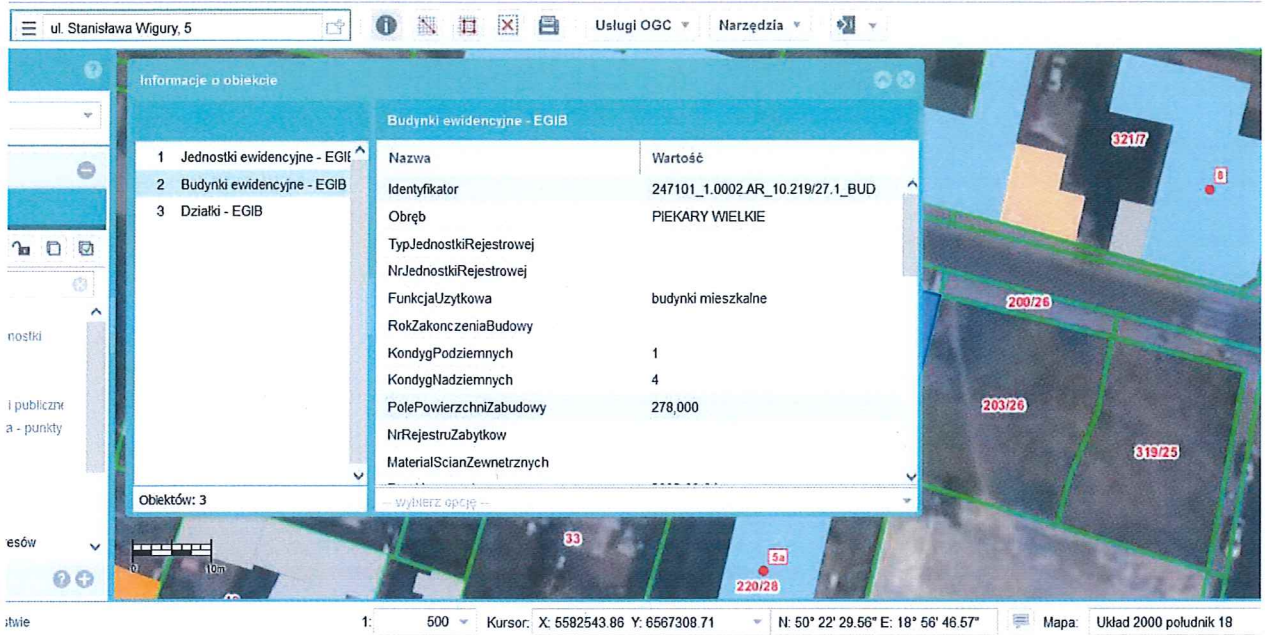 ul. Stanisława Wigury, 5
Usługi OGC
Narzędzia
Informacje o obiekcie
1 Jednostki ewidencyjne - EGIB
2 Budynki ewidencyjne - EGIB
3 Działki - EGIB
Obiektów: 3
Budynki ewidencyjne - EGIB
Nazwa Wartość
Identyfikator 247101_1.0002.AR_10.219/27.1_BUD
Obręb PIEKARY WIELKIE
TypJednostkiRejestrowej
NrJednostkiRejestrowej
FunkcjaUzytkowa budynki mieszkalne
RokZakonczeniaBudowy
KondygPodziemnych 1
KondygNadziemnych 4
PolePowierzchniZabudowy 278,000
NrRejestruZabytkow
MaterialScianZewnetrznych
-- wybierz opcję --
nostki
i publiczne
a - punkty
esów
321/7
8
200/26
203/26
319/25
33
5a
220/28
0 10m
stwie
1: 500
Kursor: X: 5582543.86 Y: 6567308.71
N: 50° 22' 29.56" E: 18° 56' 46.57"
Mapa: Układ 2000 południk 18